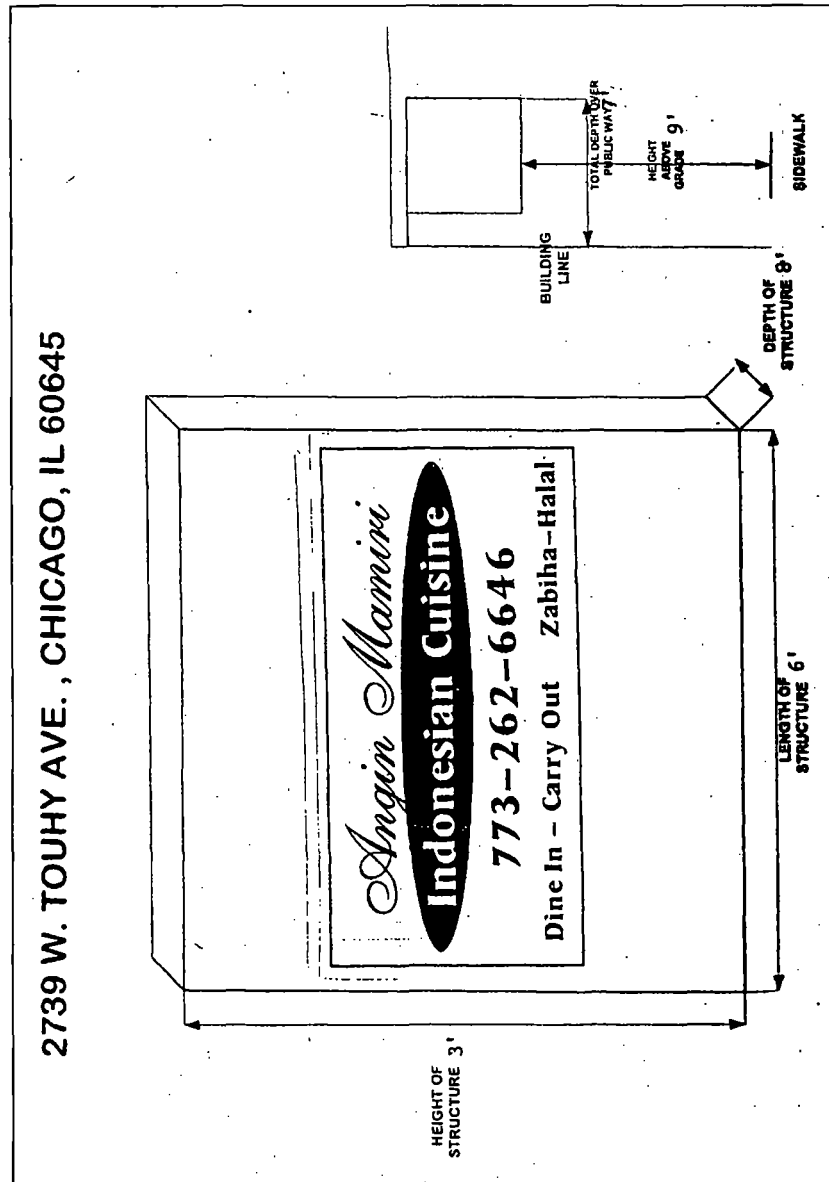 2739 W. TOUHY AVE. , CHICAGO, IL 60645
HEIGHT OF
STRUCTURE 3'
Angin Mamiri
Indonesian Cuisine
773-262-6646
Dine In - Carry Out Zabiha-Halal
LENGTH OF
STRUCTURE 6'
DEPTH OF
STRUCTURE 8'
BUILDING
LINE
TOTAL DEPTH OVER
PUBLIC WAY 7'
HEIGHT
ABOVE
GRADE 9'
SIDEWALK